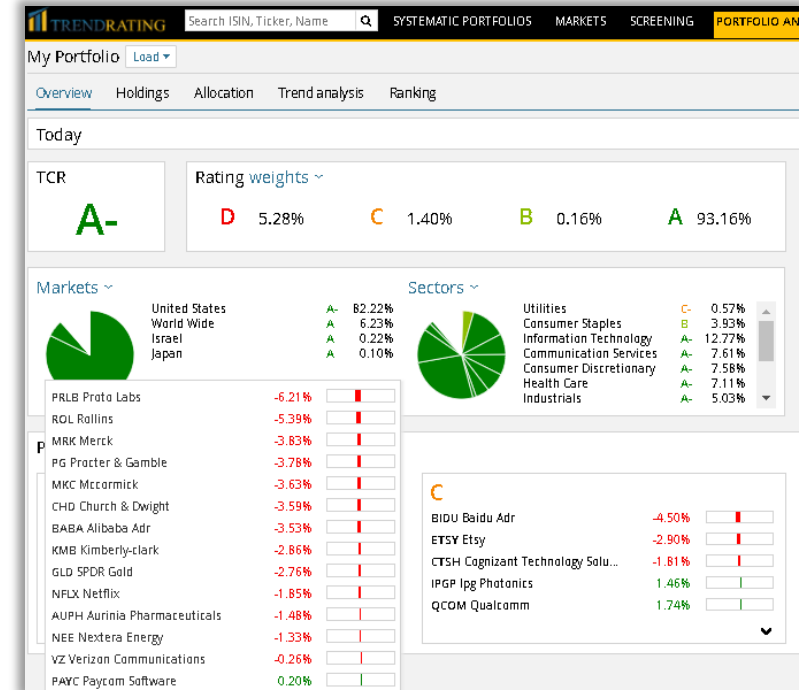 TRENDRATING Search ISIN, Ticker, Name SYSTEMATIC PORTFOLIOS MARKETS SCREENING PORTFOLIO AN
My Portfolio Load
Overview Holdings Allocation Trend analysis Ranking
Today
TCR
A-
Rating weights
D 5.28% C 1.40% B 0.16% A 93.16%
Markets
United States A- 82.22%
World Wide A 6.23%
Israel A 0.22%
Japan A 0.10%
Sectors
Utilities C- 0.57%
Consumer Staples B 3.93%
Information Technology A- 12.77%
Communication Services A- 7.61%
Consumer Discretionary A- 7.58%
Health Care A- 7.11%
Industrials A- 5.03%
P
PRLB Proto Labs -6.21%
ROL Rollins -5.39%
MRK Merck -3.83%
PG Procter & Gamble -3.78%
MKC Mccormick -3.63%
CHD Church & Dwight -3.59%
BABA Alibaba Adr -3.53%
KMB Kimberly-clark -2.86%
GLD SPDR Gold -2.76%
NFLX Netflix -1.85%
AUPH Aurinia Pharmaceuticals -1.48%
NEE Nextera Energy -1.33%
VZ Verizon Communications -0.26%
PAYC Paycom Software 0.20%
C
BIDU Baidu Adr -4.50%
ETSY Etsy -2.90%
CTSH Cognizant Technology Solu... -1.81%
IPGP Ipg Photonics 1.46%
QCOM Qualcomm 1.74%